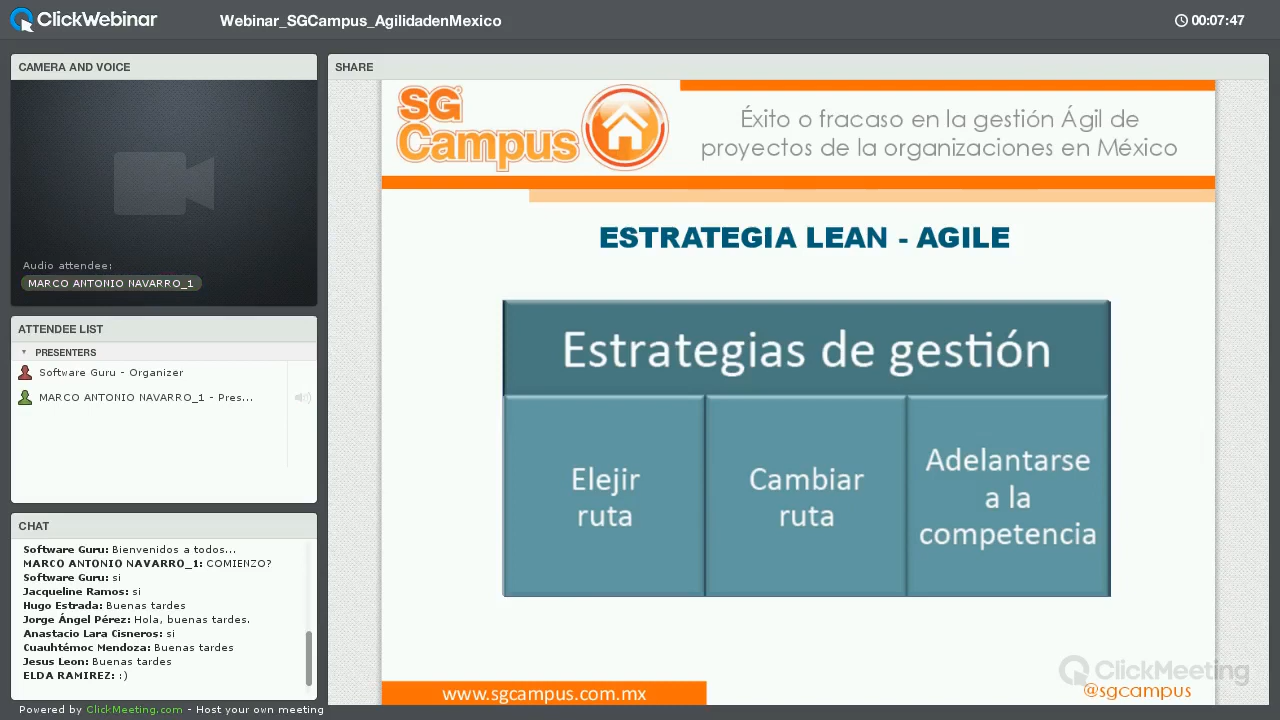 ClickWebinar
Webinar_SGCampus_AgilidadenMexico
00:07:47
CAMERA AND VOICE
Audio attendee:
MARCO ANTONIO NAVARRO_1
ATTENDEE LIST
PRESENTERS
Software Guru - Organizer
MARCO ANTONIO NAVARRO_1 - Pres...
CHAT
Software Guru: Bienvenidos a todos...
MARCO ANTONIO NAVARRO_1: COMIENZO?
Software Guru: si
Jacqueline Ramos: si
Hugo Estrada: Buenas tardes
Jorge Ángel Pérez: Hola, buenas tardes.
Anastacio Lara Cisneros: si
Cuauhtémoc Mendoza: Buenas tardes
Jesus Leon: Buenas tardes
ELDA RAMIREZ: :)
Powered by ClickMeeting.com - Host your own meeting
SHARE
SG
Campus
Éxito o fracaso en la gestión Ágil de
proyectos de la organizaciones en México
ESTRATEGIA LEAN - AGILE
Estrategias de gestión
Elejir
ruta
Cambiar
ruta
Adelantarse
a la
competencia
ClickMeeting
www.sgcampus.com.mx
@sgcampus